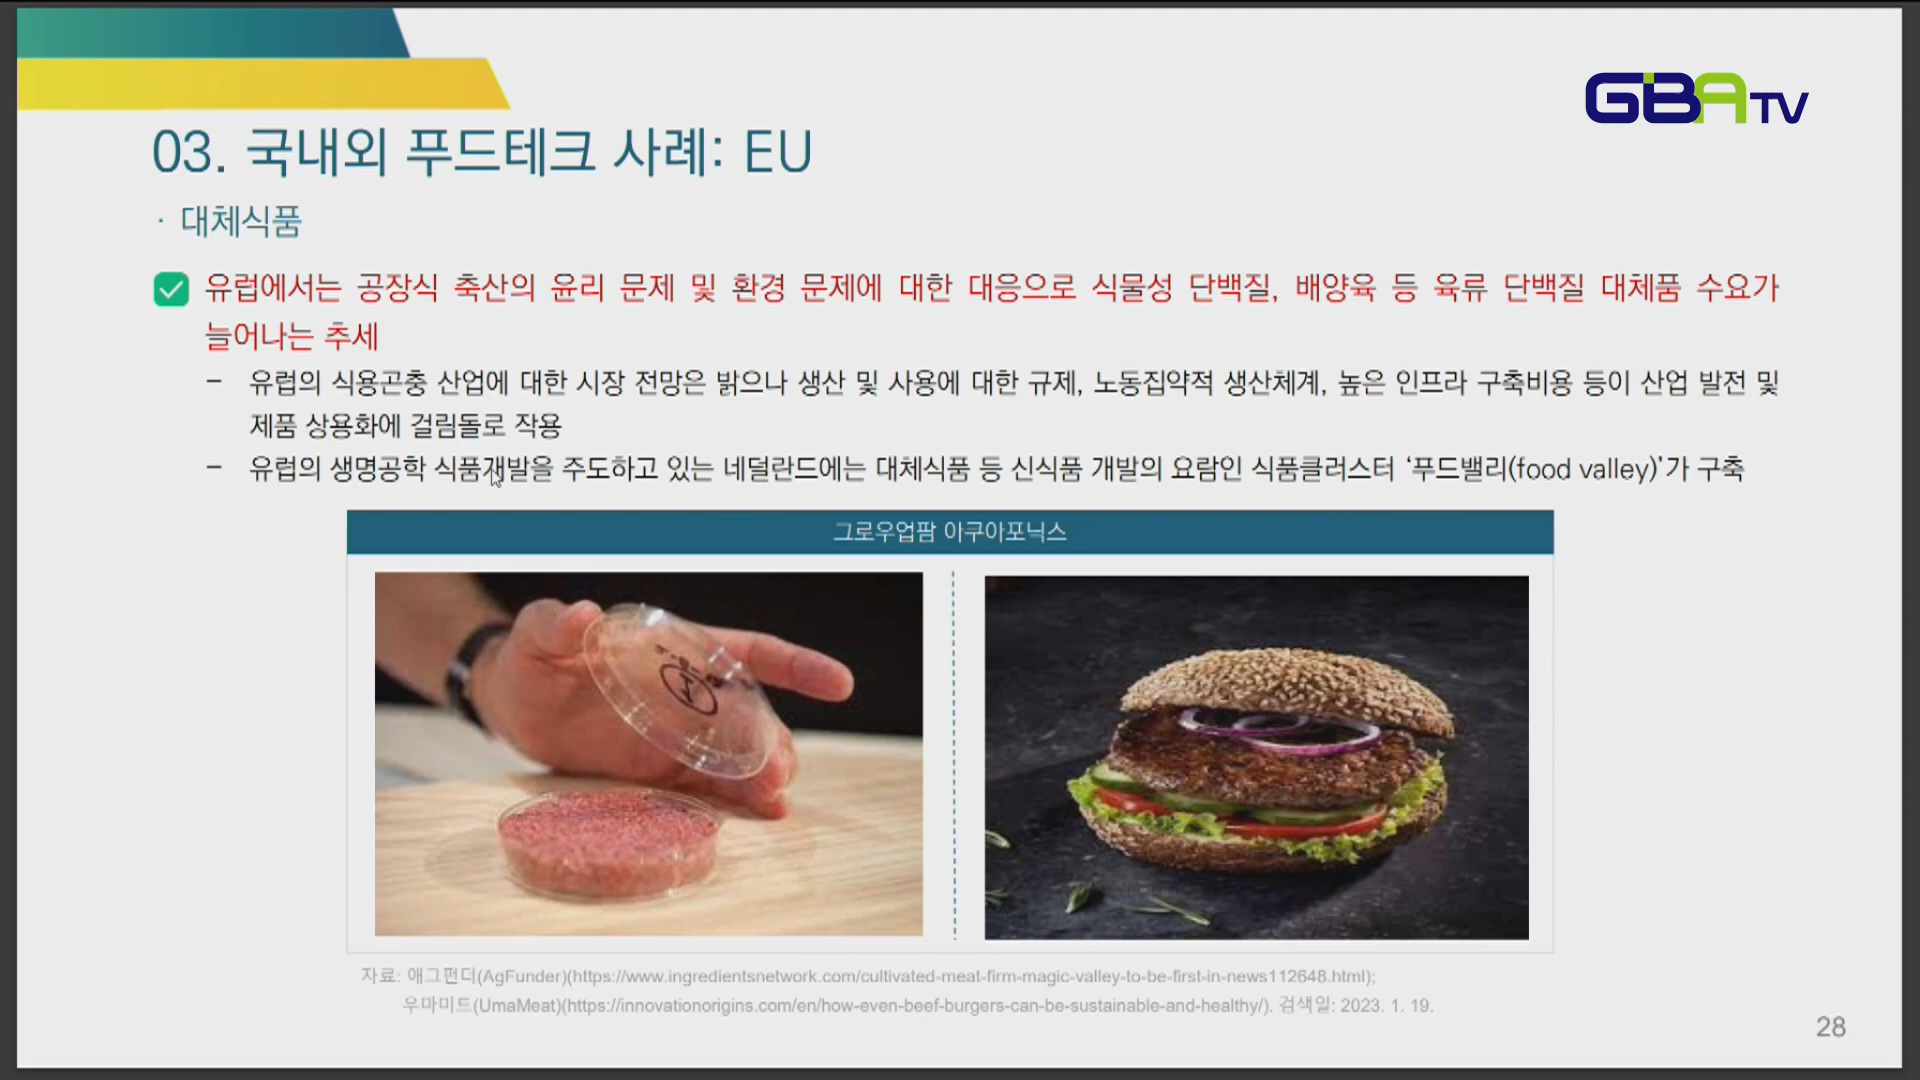 GBATV
03. 국내외 푸드테크 사례: EU
· 대체식품
유럽에서는 공장식 축산의 윤리 문제 및 환경 문제에 대한 대응으로 식물성 단백질, 배양육 등 육류 단백질 대체품 수요가
늘어나는 추세
– 유럽의 식용곤충 산업에 대한 시장 전망은 밝으나 생산 및 사용에 대한 규제, 노동집약적 생산체계, 높은 인프라 구축비용 등이 산업 발전 및
제품 상용화에 걸림돌로 작용
– 유럽의 생명공학 식품개발을 주도하고 있는 네덜란드에는 대체식품 등 신식품 개발의 요람인 식품클러스터 ‘푸드밸리(food valley)’가 구축
그로우업팜 아쿠아포닉스
자료: 애그펀더(AgFunder)(https://www.ingredientsnetwork.com/cultivated-meat-firm-magic-valley-to-be-first-in-news112648.html);
우마미트(UmaMeat)(https://innovationorigins.com/en/how-even-beef-burgers-can-be-sustainable-and-healthy/). 검색일: 2023. 1. 19.
28